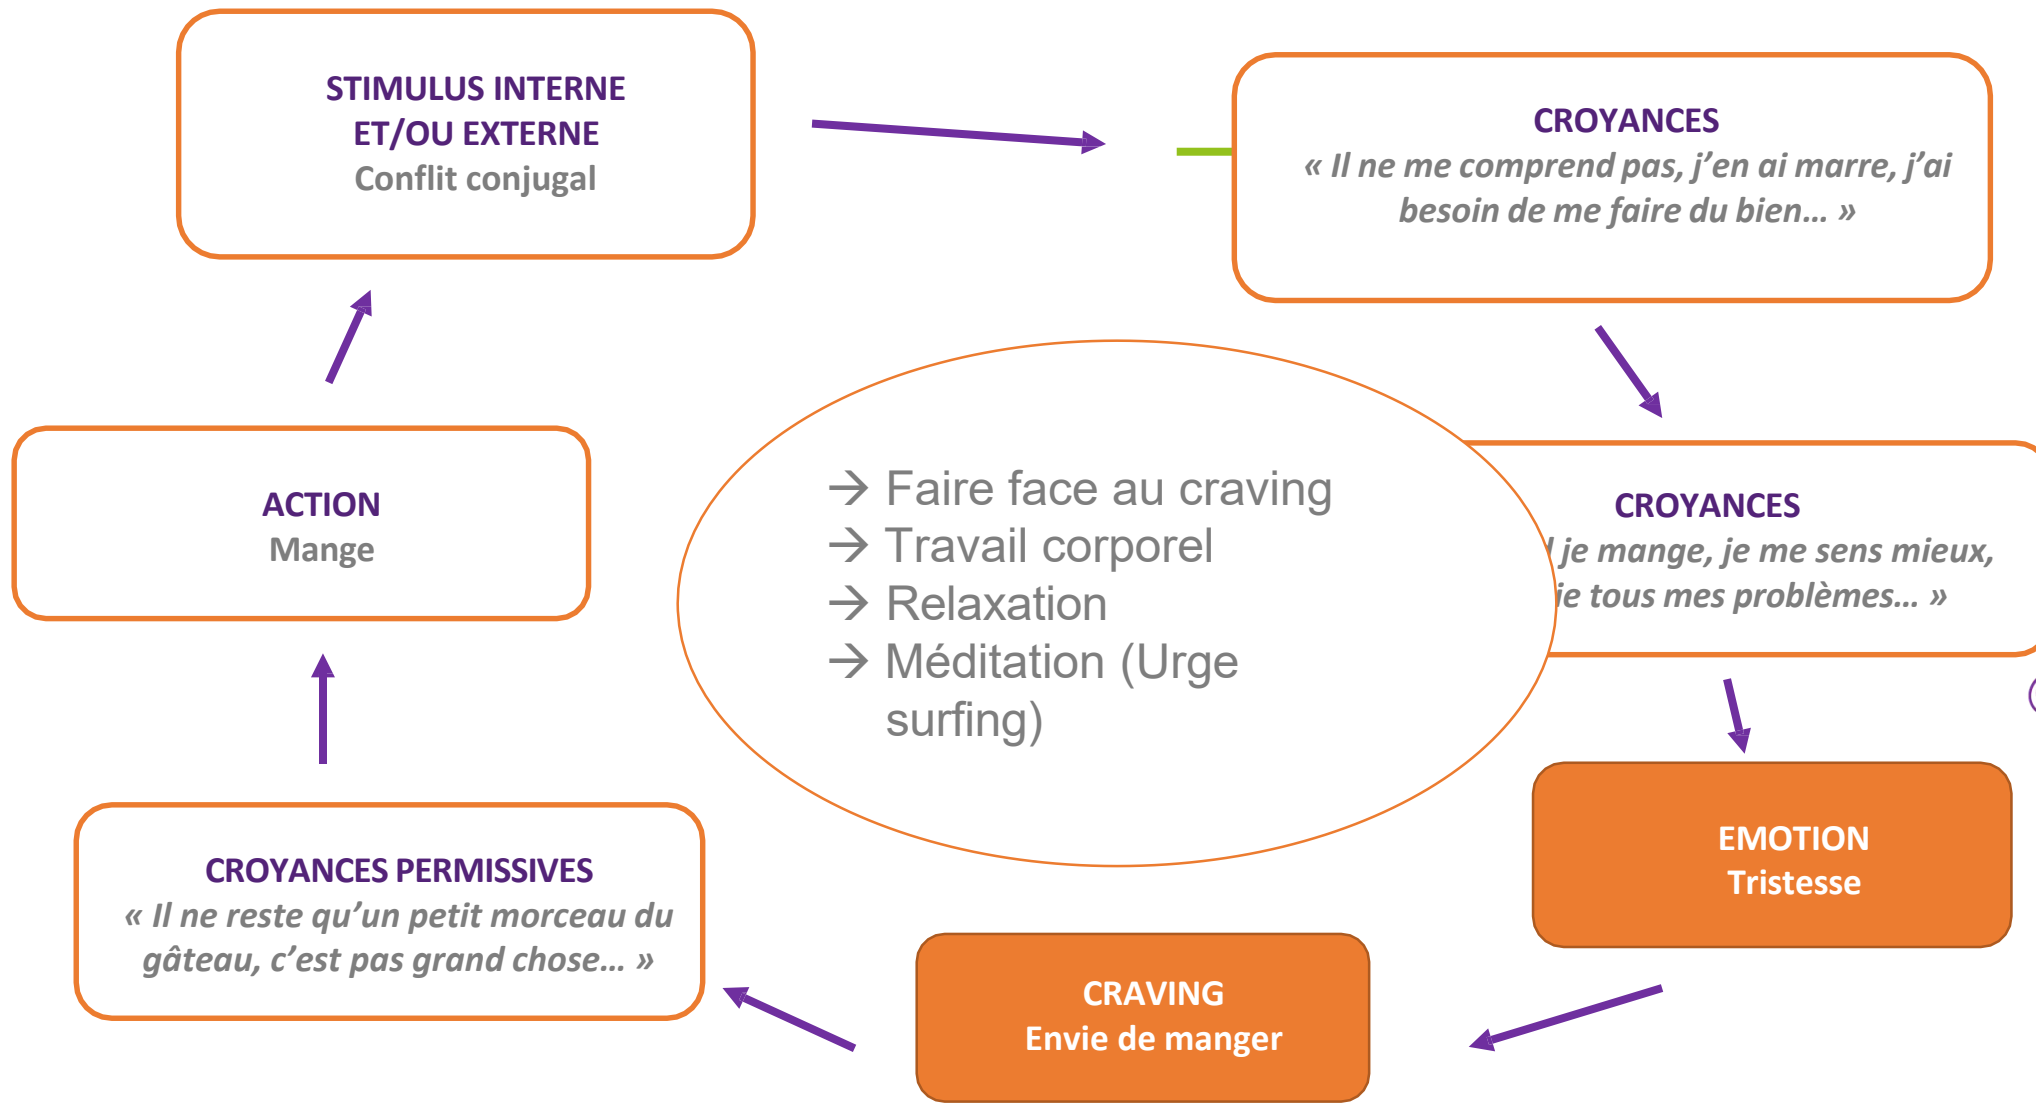 STIMULUS INTERNE
ET/OU EXTERNE
Conflit conjugal
CROYANCES
« Il ne me comprend pas, j’en ai marre, j’ai
besoin de me faire du bien… »
CROYANCES
je mange, je me sens mieux,
tous mes problèmes… »
EMOTION
Tristesse
CRAVING
Envie de manger
CROYANCES PERMISSIVES
« Il ne reste qu’un petit morceau du
gâteau, c’est pas grand chose… »
ACTION
Mange
→ Faire face au craving
→ Travail corporel
→ Relaxation
→ Méditation (Urge
surfing)